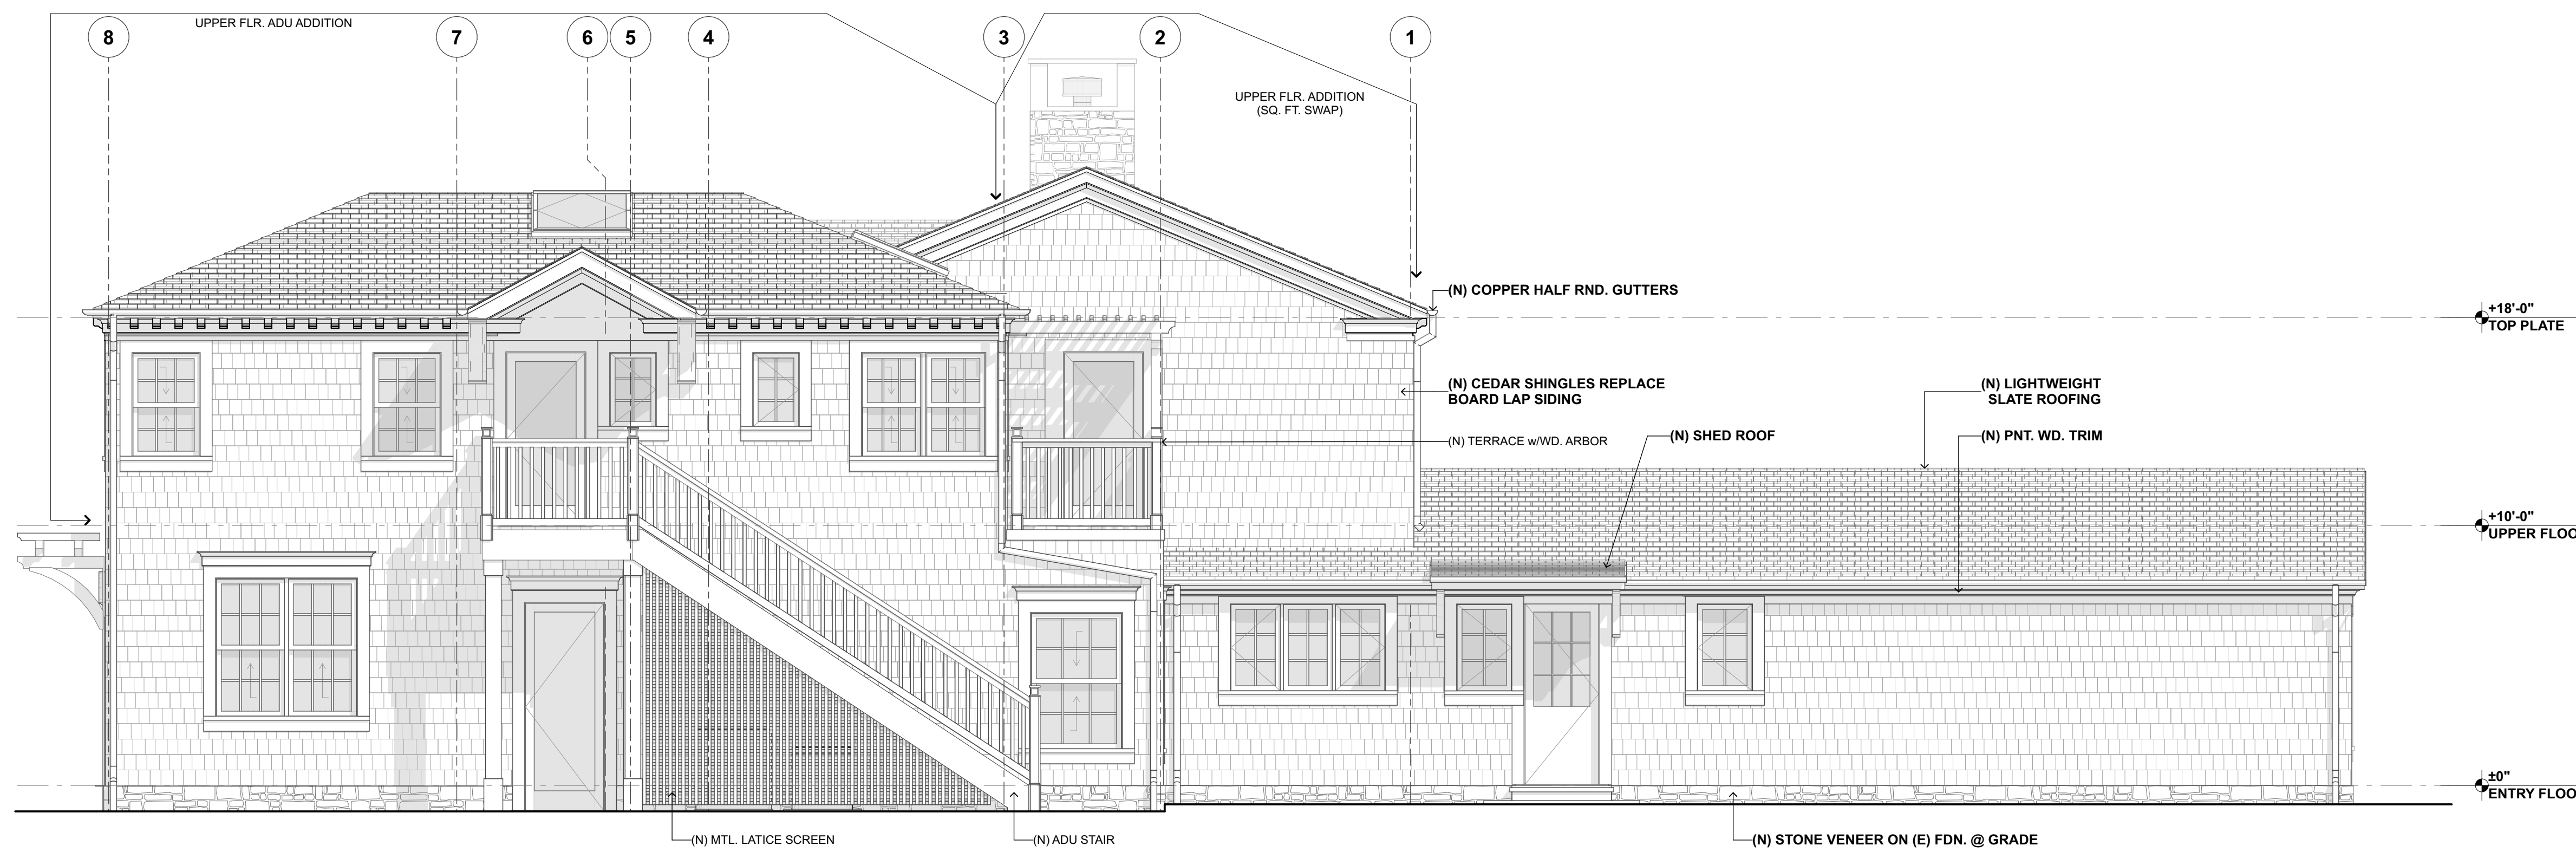 UPPER FLR. ADU ADDITION
8
7
6
5
4
3
2
1
UPPER FLR. ADDITION
(SQ. FT. SWAP)
(N) COPPER HALF RND. GUTTERS
+18'-0"
TOP PLATE
(N) CEDAR SHINGLES REPLACE
BOARD LAP SIDING
(N) LIGHTWEIGHT
SLATE ROOFING
(N) TERRACE w/WD. ARBOR
(N) SHED ROOF
(N) PNT. WD. TRIM
+10'-0"
UPPER FLOO
±0"
ENTRY FLOO
(N) MTL. LATICE SCREEN
(N) ADU STAIR
(N) STONE VENEER ON (E) FDN. @ GRADE